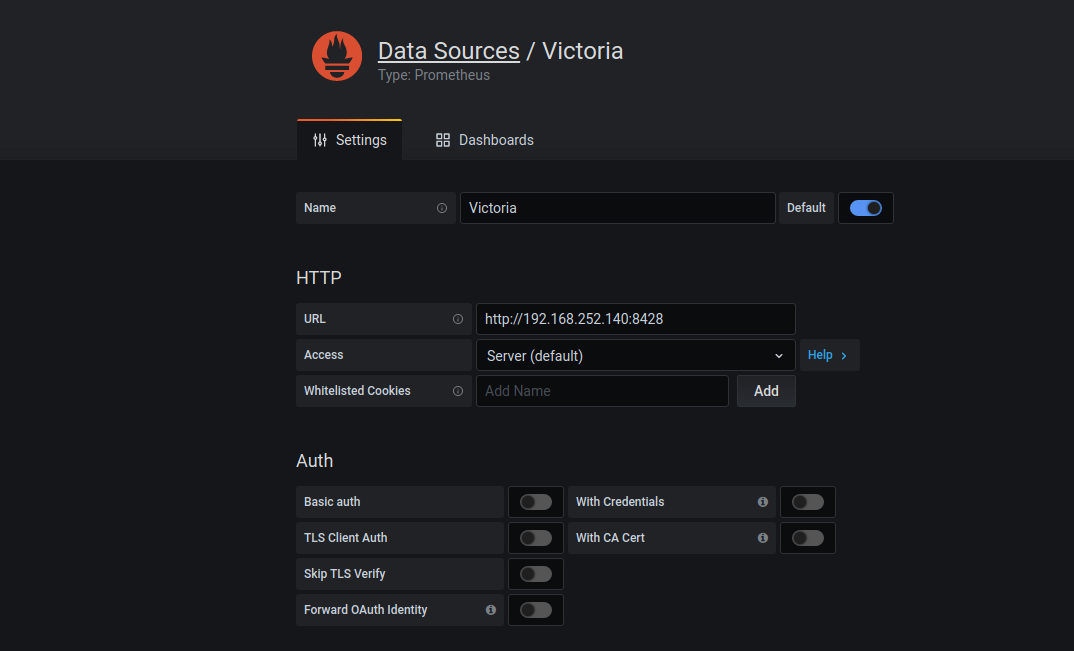 Data Sources / Victoria
Type: Prometheus
Settings Dashboards
Name Victoria Default
HTTP
URL http://192.168.252.140:8428
Access Server (default) Help
Whitelisted Cookies Add Name Add
Auth
Basic auth With Credentials
TLS Client Auth With CA Cert
Skip TLS Verify
Forward OAuth Identity